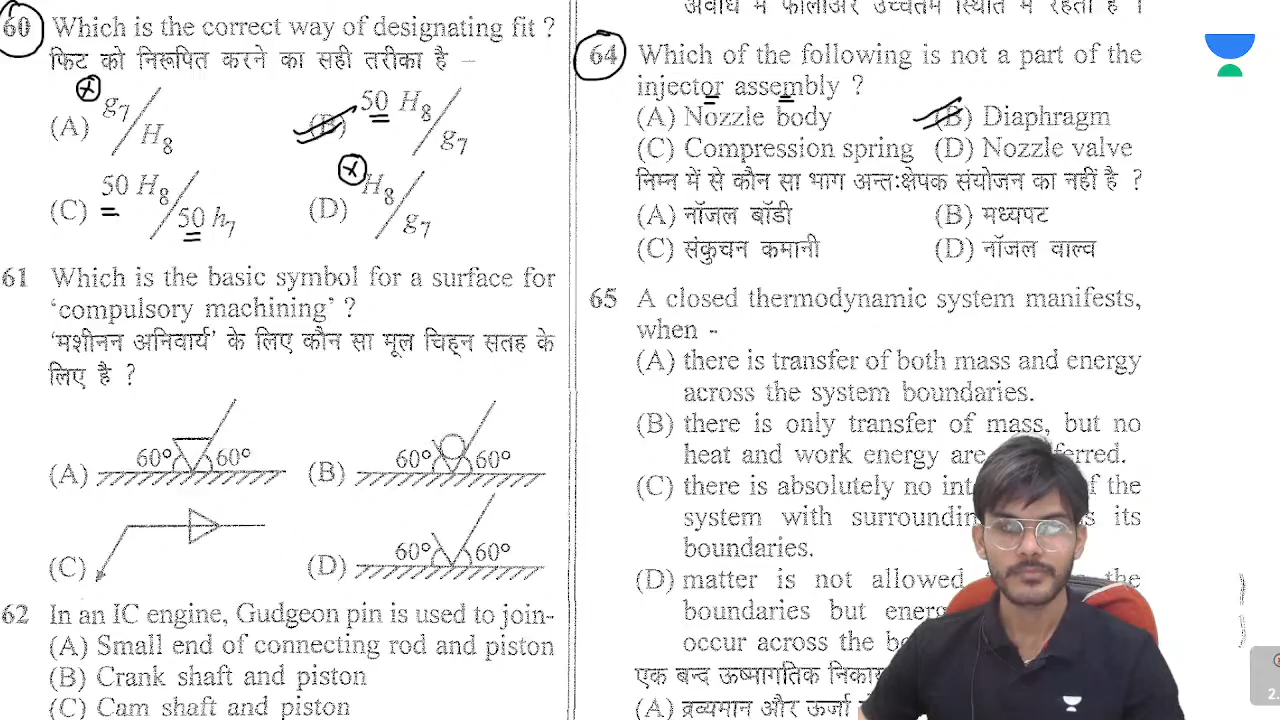 60 Which is the correct way of designating fit ?
फिट को निरूपित करने का सही तरीका है –
(A) g7/H8
(B) 50 H8/g7
(C) 50 H8/50 h7
(D) H8/g7
61 Which is the basic symbol for a surface for
‘compulsory machining’ ?
‘मशीनन अनिवार्य’ के लिए कौन सा मूल चिह्न सतह के
लिए है ?
(A) 60° 60°
(B) 60° 60°
(C)
(D) 60° 60°
62 In an IC engine, Gudgeon pin is used to join-
(A) Small end of connecting rod and piston
(B) Crank shaft and piston
(C) Cam shaft and piston
64 Which of the following is not a part of the
injector assembly ?
(A) Nozzle body (B) Diaphragm
(C) Compression spring (D) Nozzle valve
निम्न में से कौन सा भाग अन्तःक्षेपक संयोजन का नहीं है ?
(A) नॉजल बॉडी (B) मध्यपट
(C) संकुचन कमानी (D) नॉजल वाल्व
65 A closed thermodynamic system manifests,
when -
(A) there is transfer of both mass and energy
across the system boundaries.
(B) there is only transfer of mass, but no
heat and work energy are
(C) there is absolutely no of the
system with its
boundaries.
(D) matter is not allowed the
boundaries but
occur across the
एक बन्द ऊष्मागतिक
(A) द्रव्यमान और ऊर्जा